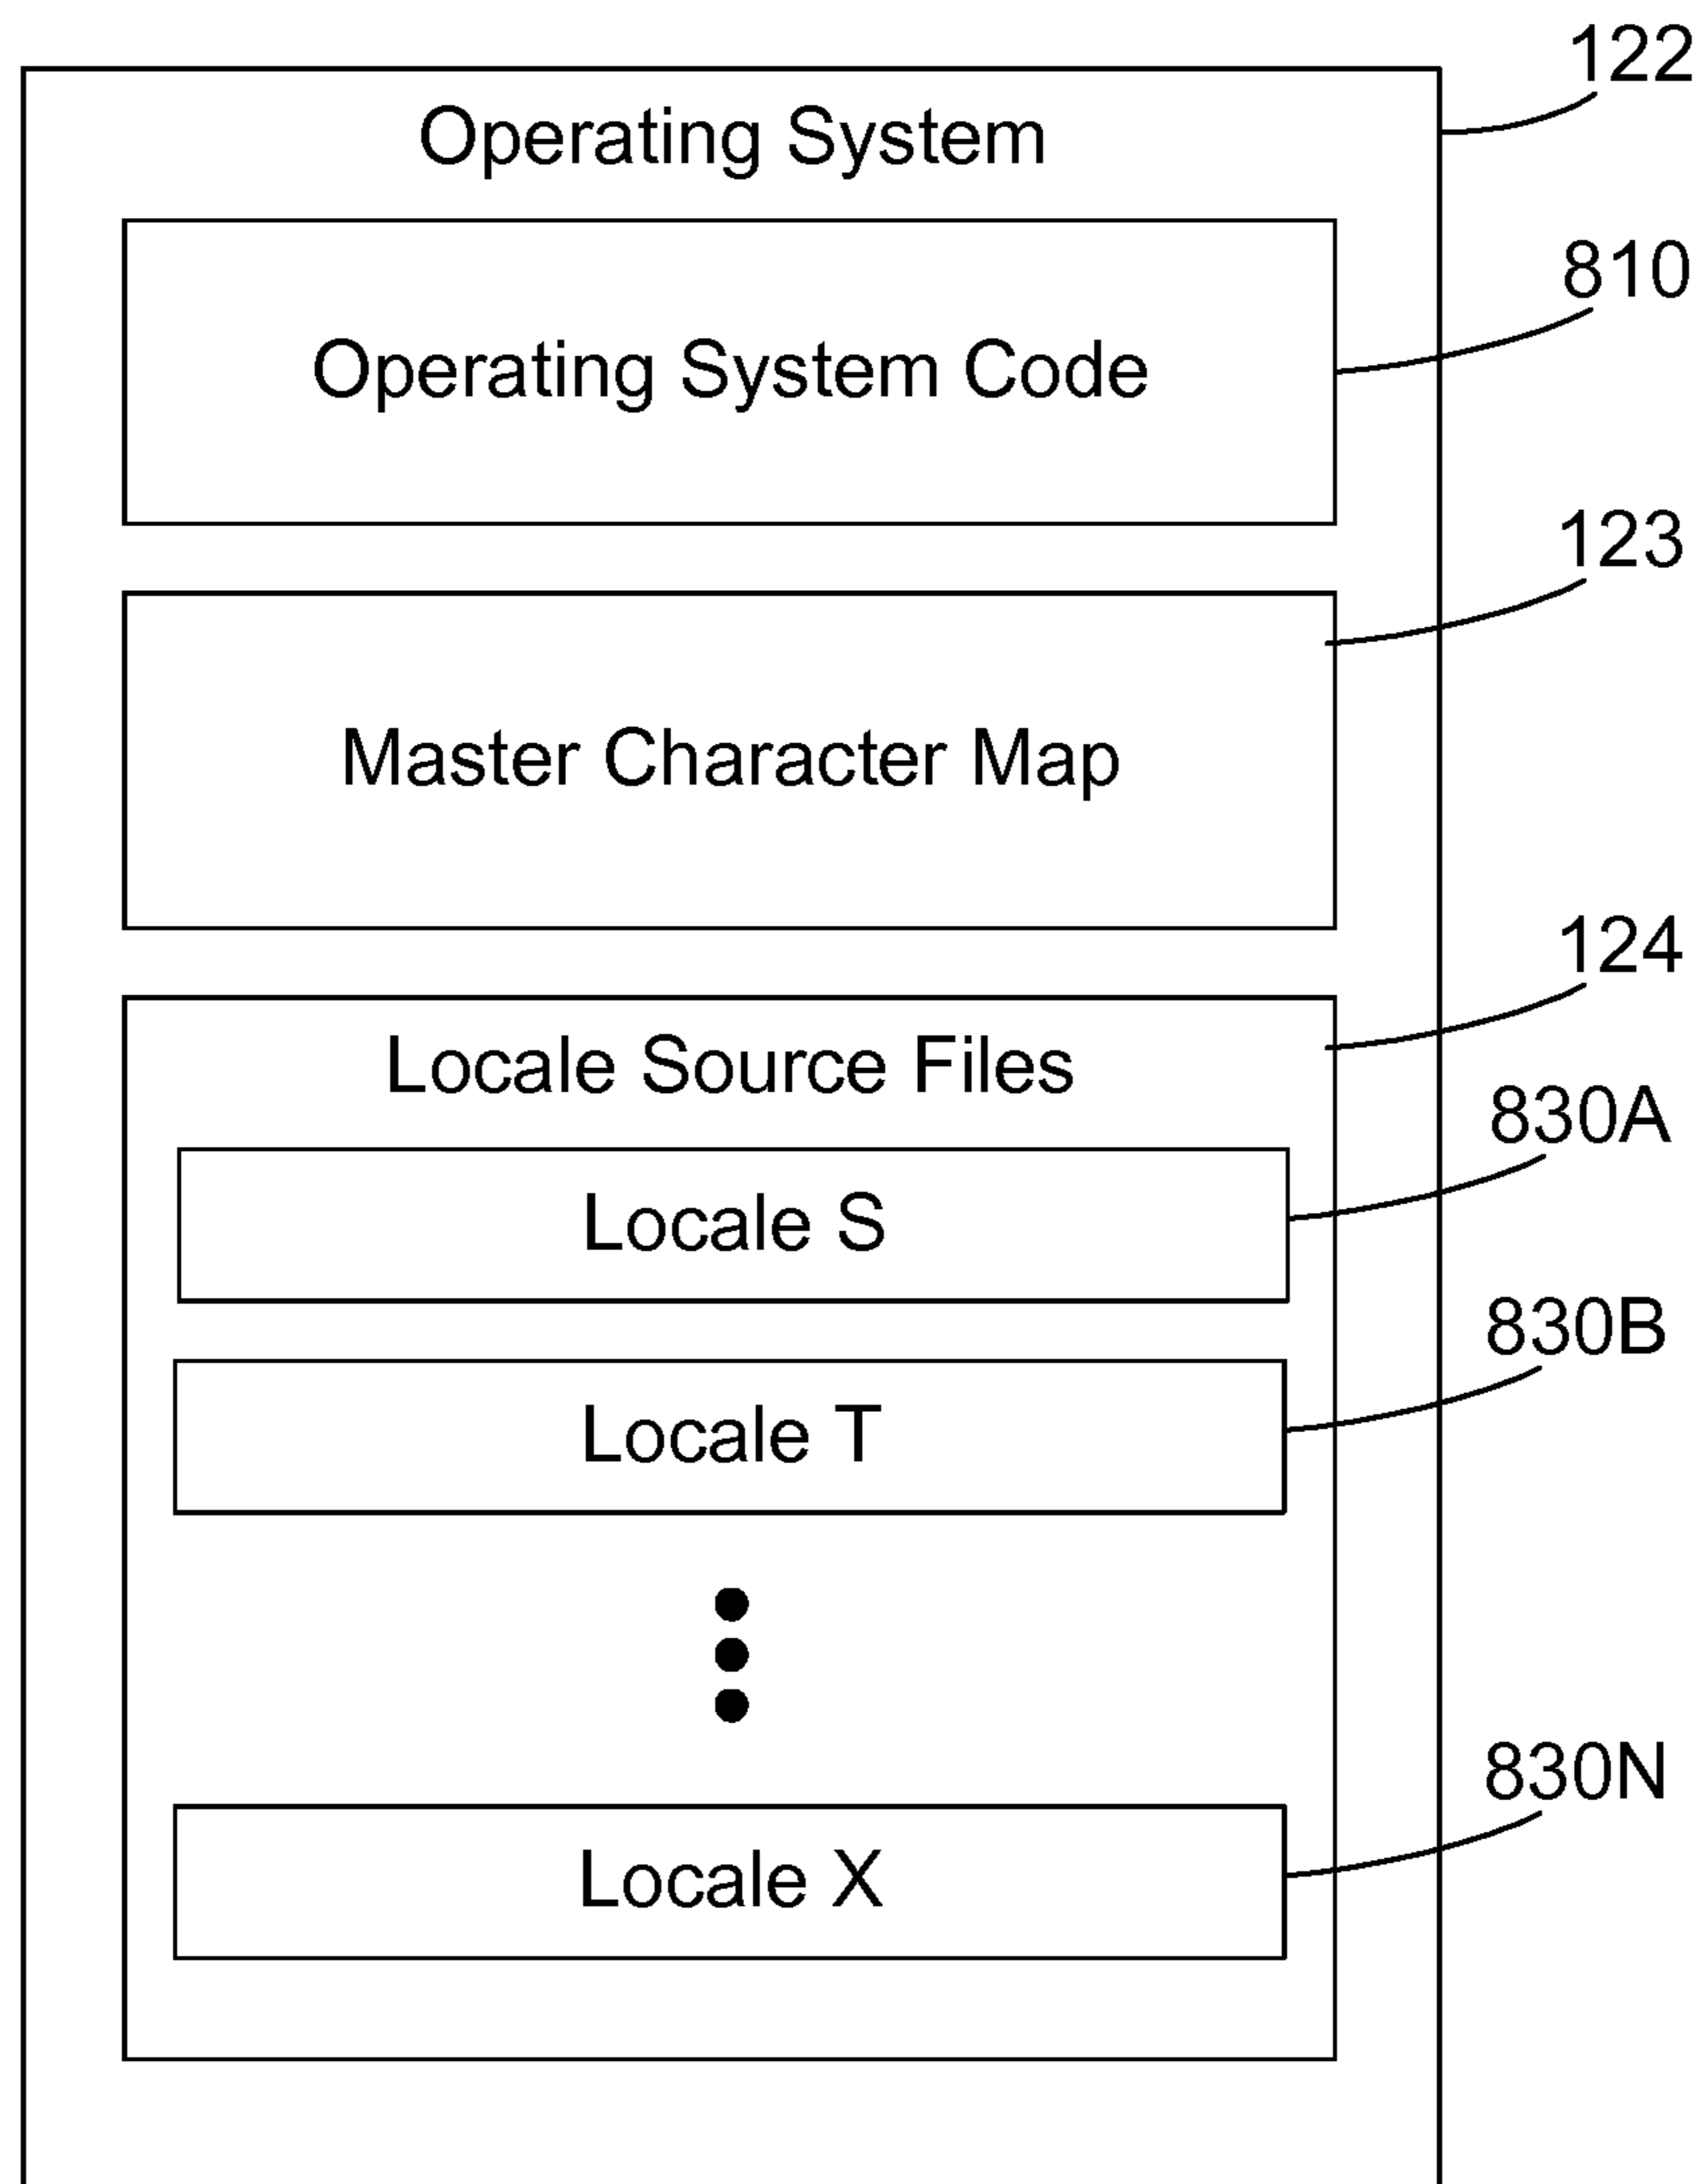 122
Operating System
810
Operating System Code
123
Master Character Map
124
Locale Source Files
830A
Locale S
830B
Locale T
830N
Locale X